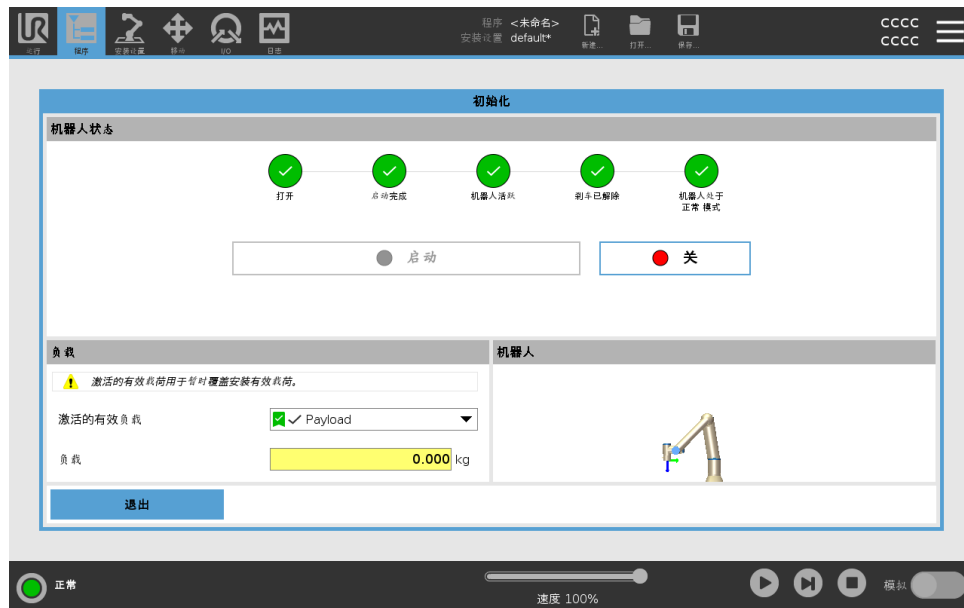 程序 <未命名>
安装设置 default*
CCCC
CCCC
运行 程序 安装设置 移动 I/O 日志 新建... 打开... 保存...
初始化
机器人状态
打开 启动完成 机器人活跃 刹车已解除 机器人处于
正常 模式
启动 关
负载 机器人
激活的有效载荷用于暂时覆盖安装有效载荷。
激活的有效负载 Payload
负载 0.000 kg
退出
正常 速度 100% 模拟